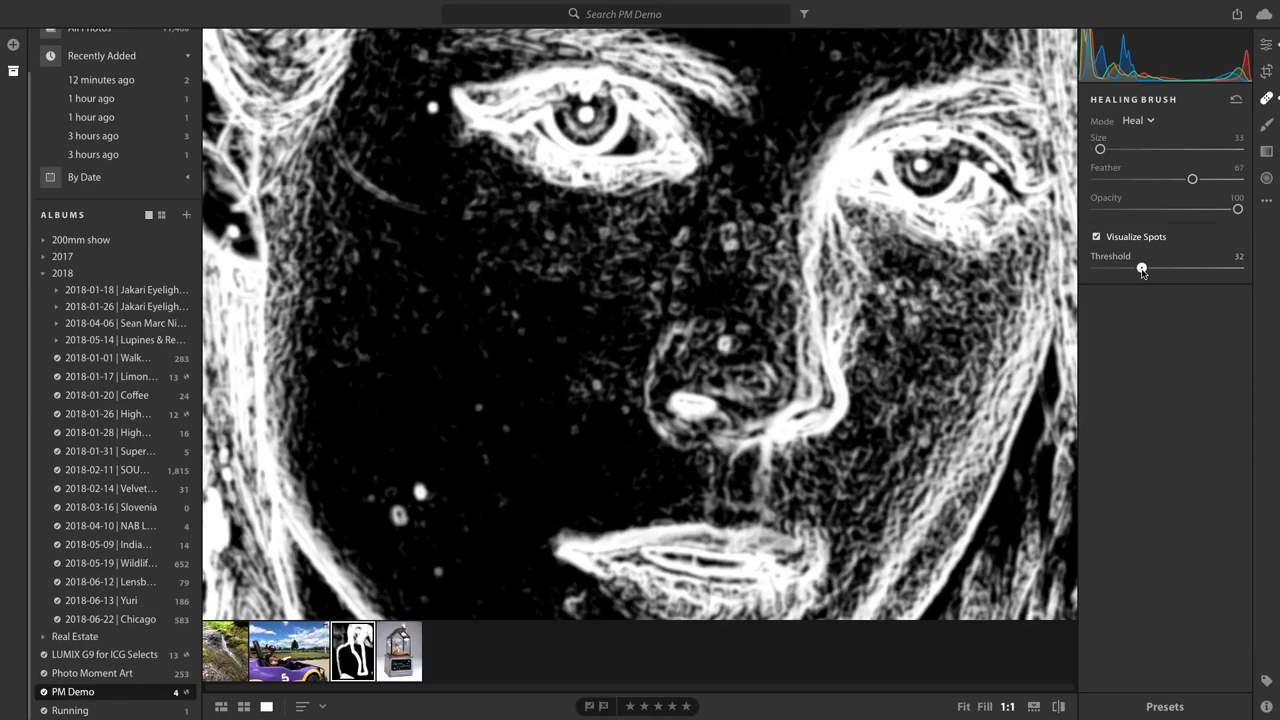 Search PM Demo
All Photos 11,488
Recently Added
12 minutes ago 2
1 hour ago 1
1 hour ago 1
3 hours ago 3
3 hours ago 1
By Date
ALBUMS
200mm show
2017
2018
2018-01-18 | Jakari Eyeligh...
2018-01-26 | Jakari Eyeligh...
2018-04-06 | Sean Marc Ni...
2018-05-14 | Lupines & Re...
2018-01-01 | Walk... 283
2018-01-17 | Limon... 13
2018-01-20 | Coffee 24
2018-01-26 | High... 12
2018-01-28 | High... 16
2018-01-31 | Super... 5
2018-02-11 | SOU... 1,815
2018-02-14 | Velvet... 31
2018-03-16 | Slovenia 0
2018-04-10 | NAB L... 4
2018-05-09 | India... 14
2018-05-19 | Wildlif... 652
2018-06-12 | Lensb... 79
2018-06-13 | Yuri 186
2018-06-22 | Chicago 583
Real Estate
LUMIX G9 for ICG Selects 13
Photo Moment Art 253
PM Demo 4
Running 1
5
Fit Fill 1:1
HEALING BRUSH
Mode Heal
Size 33
Feather 67
Opacity 100
Visualize Spots
Threshold 32
Presets